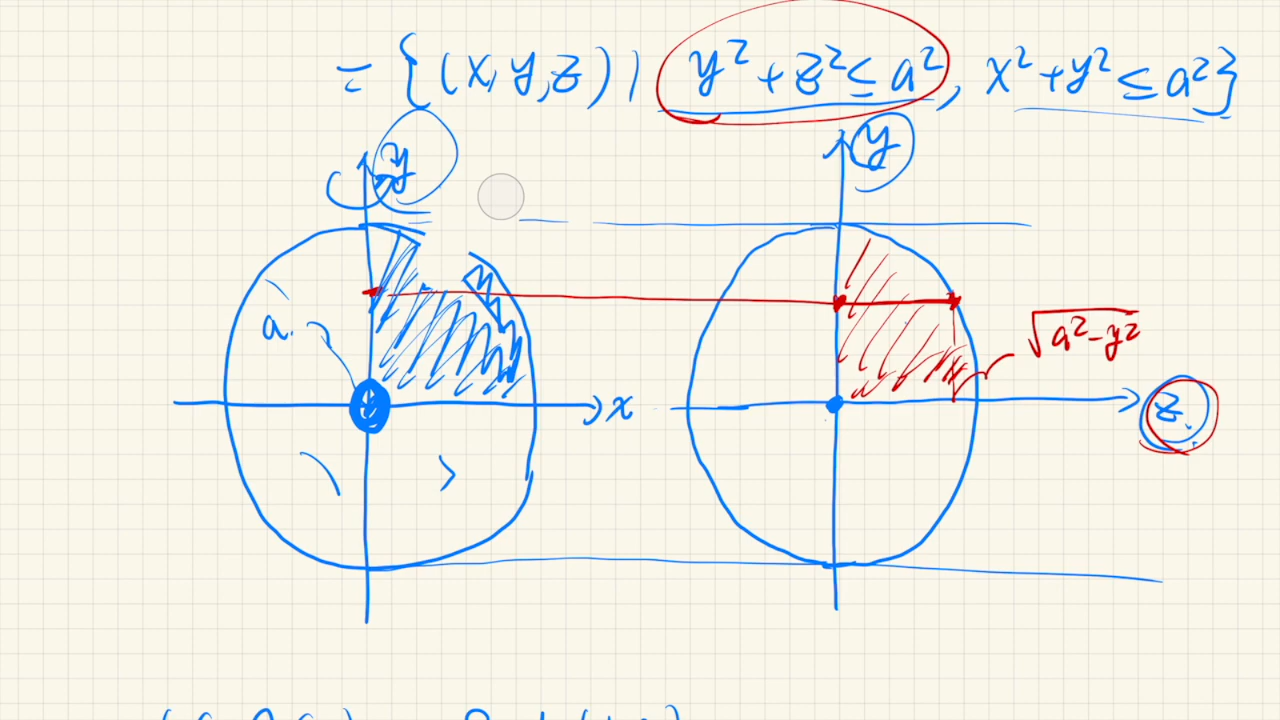 = { (x, y, z) | y² + z² ≤ a², x² + y² ≤ a² }
y
y
a
√a² - y²
x
z